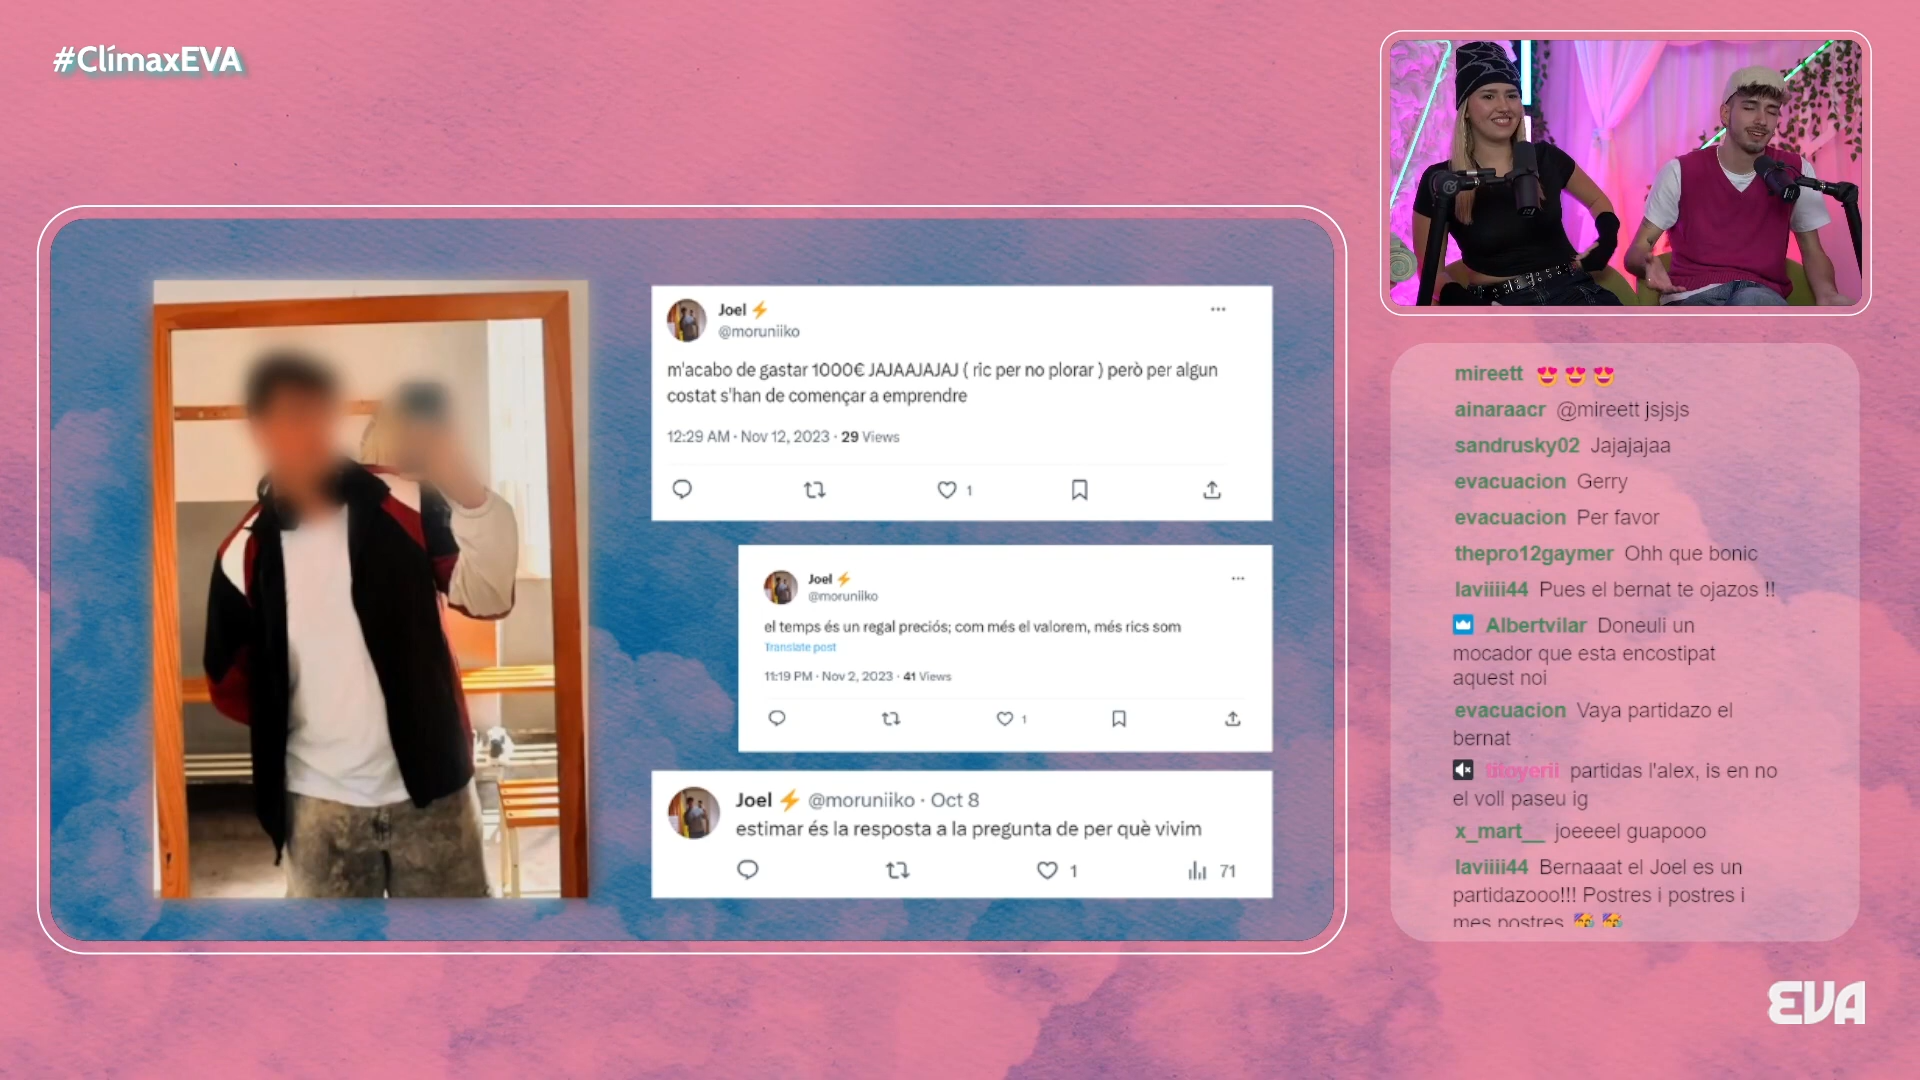 #ClímaxEVA
Joel⚡
@moruniiko
m'acabo de gastar 1000€ JAJAAJAJAJ ( ric per no plorar ) però per algun
costat s'han de començar a emprendre
12:29 AM · Nov 12, 2023 · 29 Views
1
Joel⚡
@moruniiko
el temps és un regal preciós; com més el valorem, més rics som
Translate post
11:19 PM · Nov 2, 2023 · 41 Views
1
Joel⚡ @moruniiko · Oct 8
estimar és la resposta a la pregunta de per què vivim
1
71
mireett 😍 😍 😍
ainaraacr @mireett jsjsjs
sandrusky02 Jajajajaa
evacuacion Gerry
evacuacion Per favor
thepro12gaymer Ohh que bonic
laviiii44 Pues el bernat te ojazos !!
Albertvilar Doneuli un
mocador que esta encostipat
aquest noi
evacuacion Vaya partidazo el
bernat
partidas l'alex, is en no
el voll paseu ig
x_mart__ joeeeel guapooo
laviiii44 Bernaaat el Joel es un
partidazooo!!! Postres i postres i
mes postres 🥳 🥳
EVA